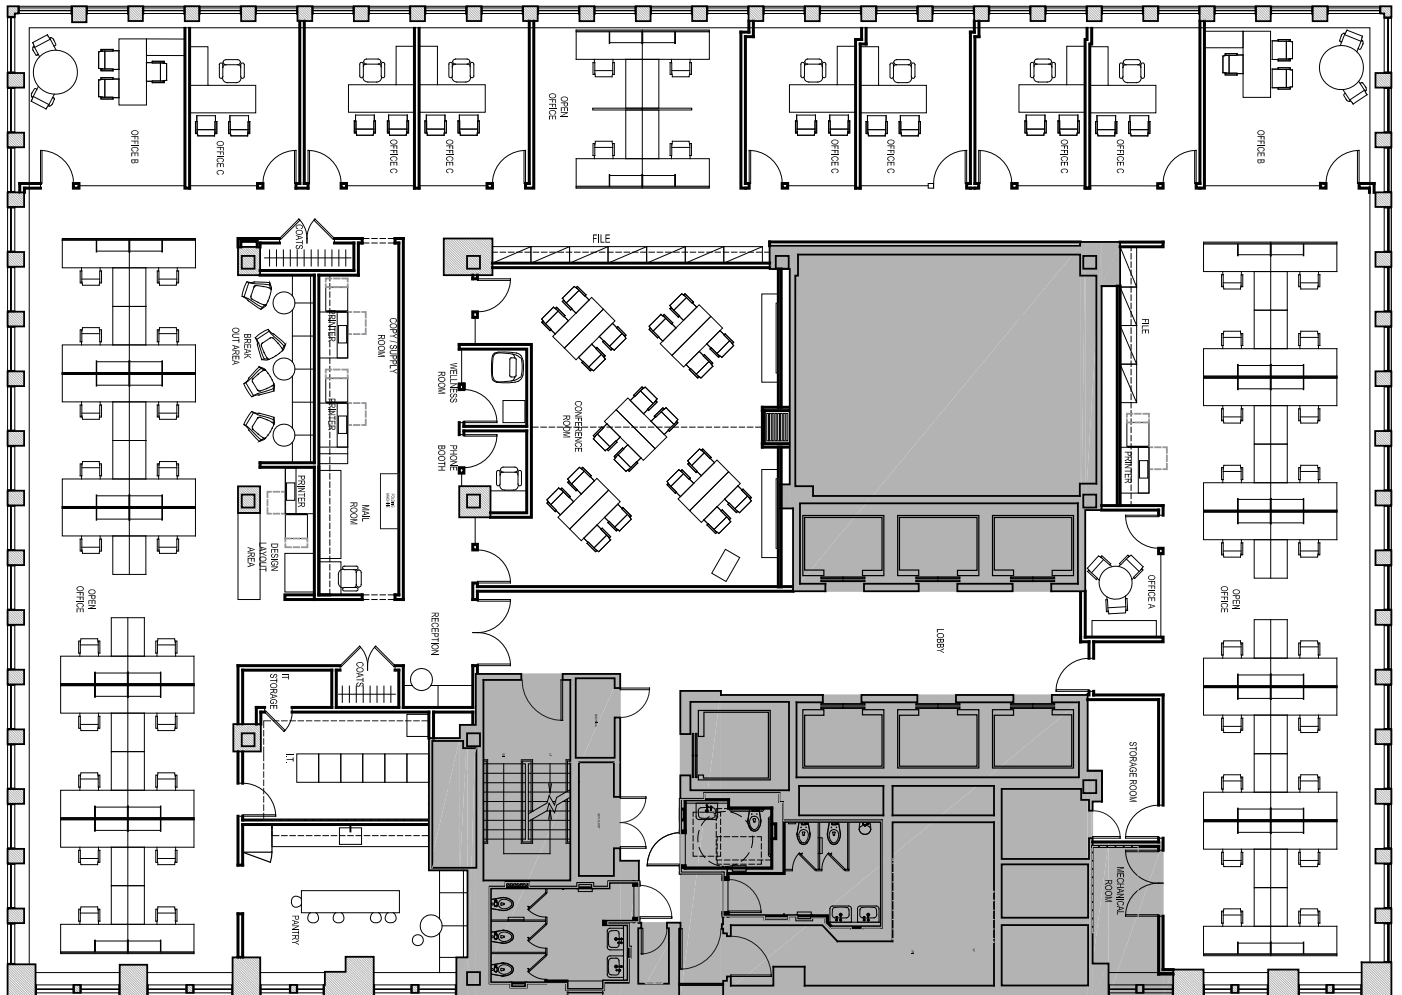 OFFICE B
OFFICE C
OFFICE C
OFFICE C
OPEN
OFFICE
OFFICE C
OFFICE C
OFFICE C
OFFICE C
OFFICE B
COATS
FILE
FILE
BREAK
OUT AREA
PRINTER
PRINTER
COPY / SUPPLY
ROOM
WELLNESS
ROOM
PHONE
BOOTH
CONFERENCE
ROOM
PRINTER
PRINTER
MAIL
ROOM
DESIGN
LAYOUT
AREA
OPEN
OFFICE
RECEPTION
LOBBY
OFFICE A
OPEN
OFFICE
IT
STORAGE
COATS
I.T.
STORAGE ROOM
PANTRY
MECHANICAL
ROOM